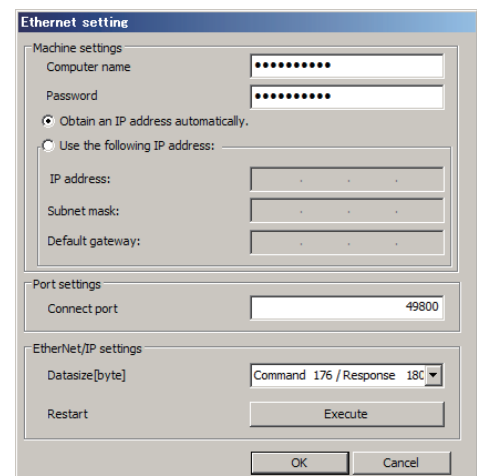 Ethernet setting
Machine settings
Computer name ••••••••••
Password ••••••••••
Obtain an IP address automatically.
Use the following IP address:
IP address: . . .
Subnet mask: . . .
Default gateway: . . .
Port settings
Connect port 49800
EtherNet/IP settings
Datasize[byte] Command 176 / Response 180
Restart Execute
OK Cancel